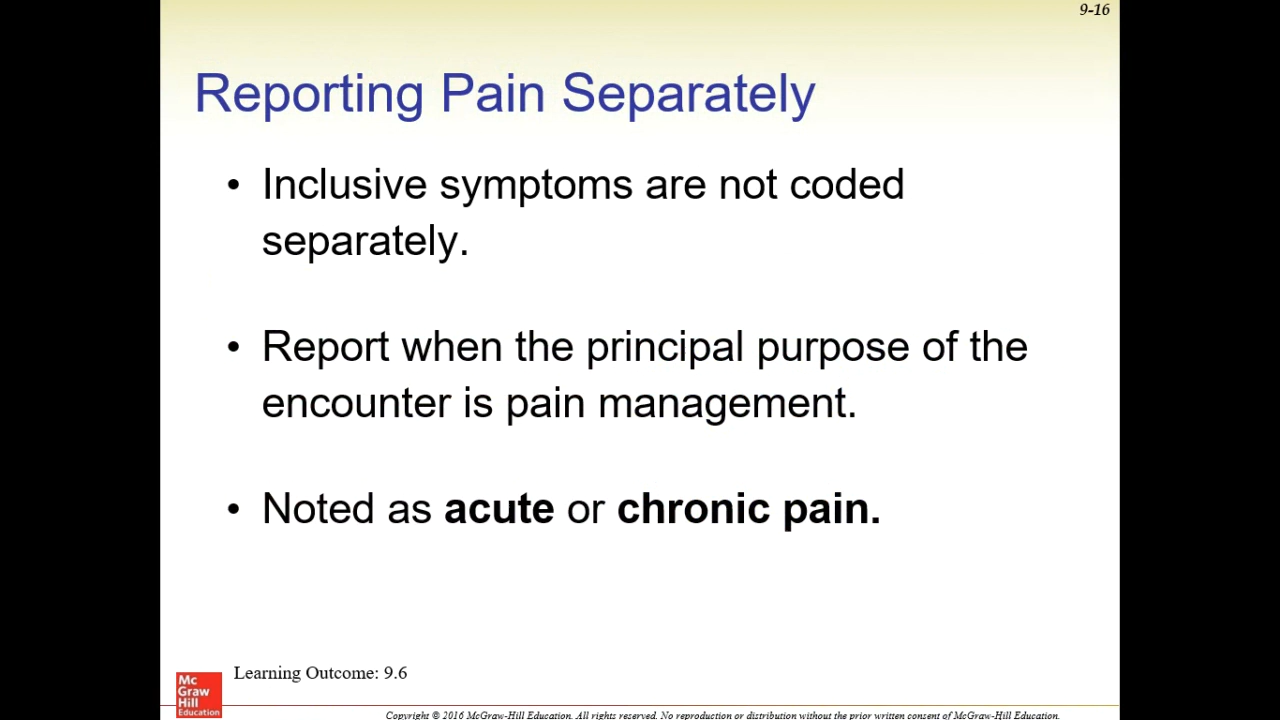 9-16
Reporting Pain Separately
• Inclusive symptoms are not coded
separately.
• Report when the principal purpose of the
encounter is pain management.
• Noted as acute or chronic pain.
Learning Outcome: 9.6
Mc
Graw
Hill
Education
Copyright © 2016 McGraw-Hill Education. All rights reserved. No reproduction or distribution without the prior written consent of McGraw-Hill Education.